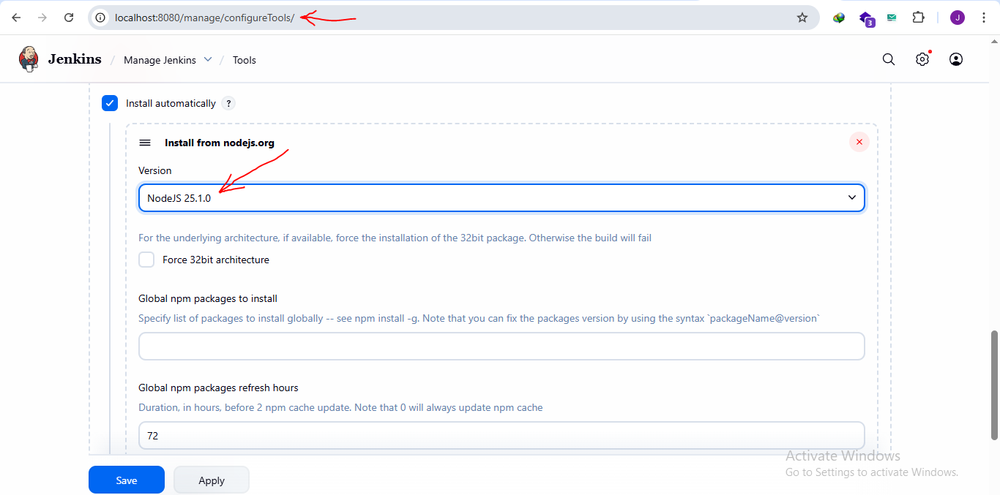 localhost:8080/manage/configureTools/
3
J
Jenkins / Manage Jenkins / Tools
Install automatically ?
Install from nodejs.org
Version
NodeJS 25.1.0
For the underlying architecture, if available, force the installation of the 32bit package. Otherwise the build will fail
Force 32bit architecture
Global npm packages to install
Specify list of packages to install globally -- see npm install -g. Note that you can fix the packages version by using the syntax `packageName@version`
Global npm packages refresh hours
Duration, in hours, before 2 npm cache update. Note that 0 will always update npm cache
72
Activate Windows
Go to Settings to activate Windows.
Save
Apply